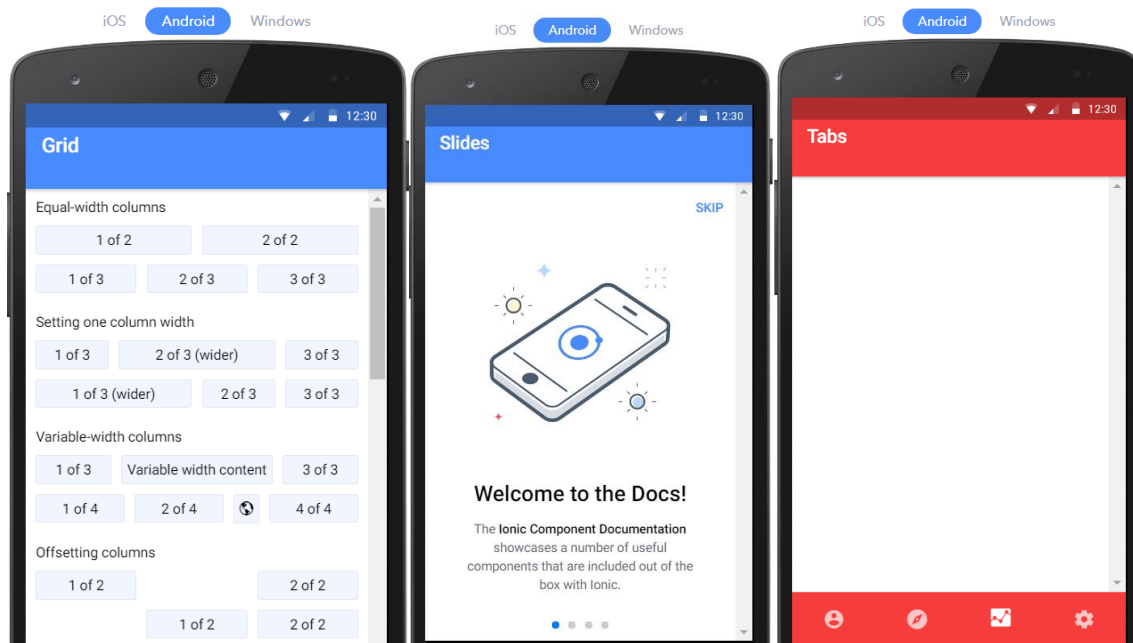 iOS Android Windows
12:30
Grid
Equal-width columns
1 of 2 2 of 2
1 of 3 2 of 3 3 of 3
Setting one column width
1 of 3 2 of 3 (wider) 3 of 3
1 of 3 (wider) 2 of 3 3 of 3
Variable-width columns
1 of 3 Variable width content 3 of 3
1 of 4 2 of 4 4 of 4
Offsetting columns
1 of 2 2 of 2
1 of 2 2 of 2
iOS Android Windows
12:30
Slides
SKIP
Welcome to the Docs!
The Ionic Component Documentation
showcases a number of useful
components that are included out of the
box with Ionic.
iOS Android Windows
12:30
Tabs